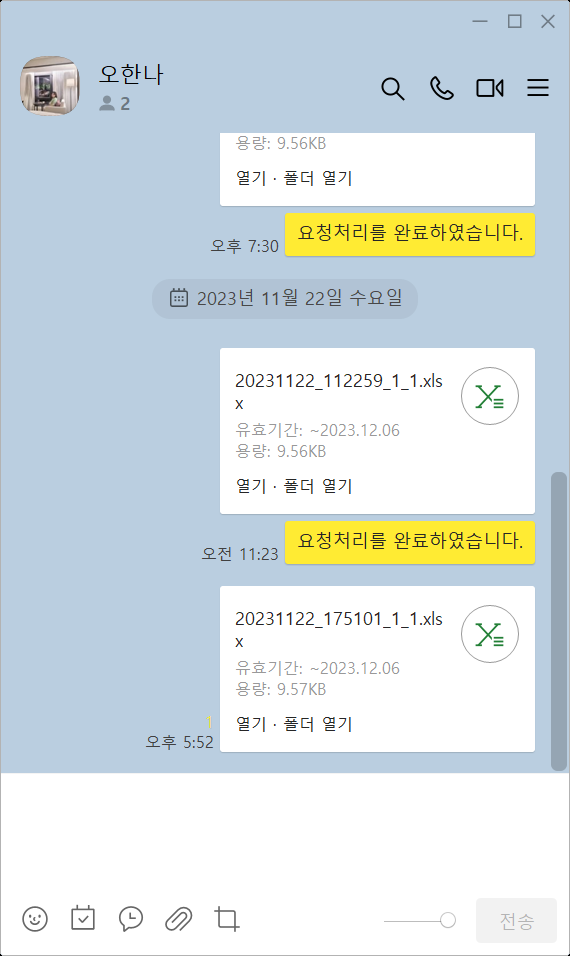 오한나
2
용량: 9.56KB
열기 · 폴더 열기
요청처리를 완료하였습니다.
오후 7:30
2023년 11월 22일 수요일
20231122_112259_1_1.xls
x
유효기간: ~2023.12.06
용량: 9.56KB
열기 · 폴더 열기
요청처리를 완료하였습니다.
오전 11:23
20231122_175101_1_1.xls
x
유효기간: ~2023.12.06
용량: 9.57KB
열기 · 폴더 열기
1
오후 5:52
전송